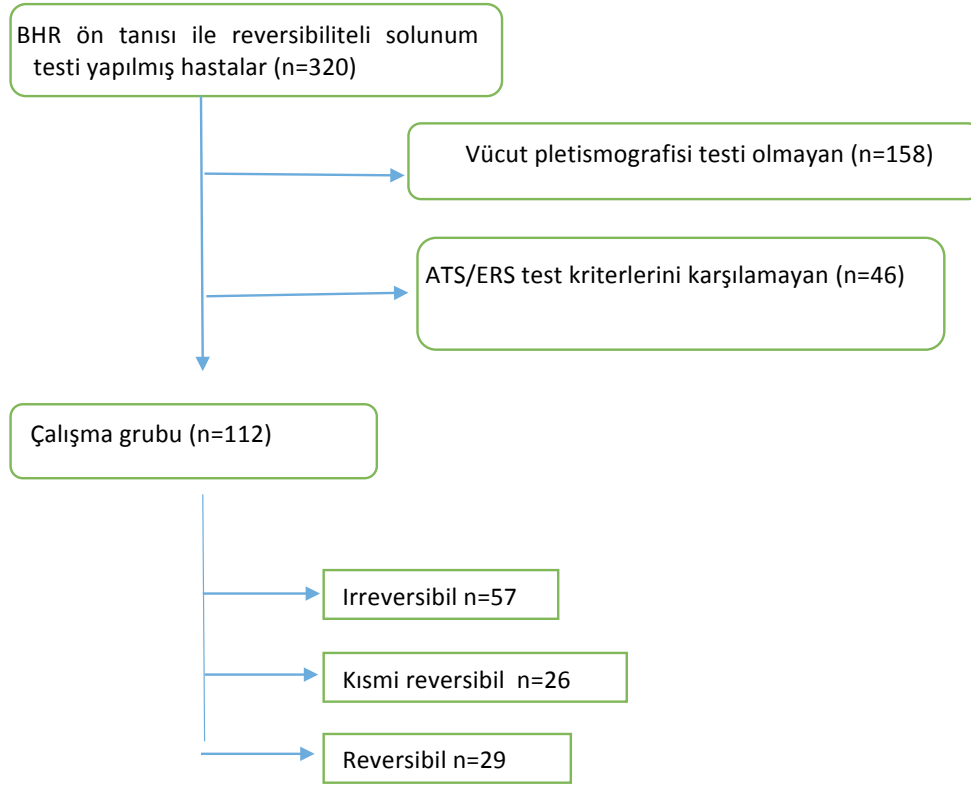 BHR ön tanısı ile reversibiliteli solunum
testi yapılmış hastalar (n=320)
Vücut pletismografisi testi olmayan (n=158)
ATS/ERS test kriterlerini karşılamayan (n=46)
Çalışma grubu (n=112)
Irreversibil n=57
Kısmi reversibil n=26
Reversibil n=29